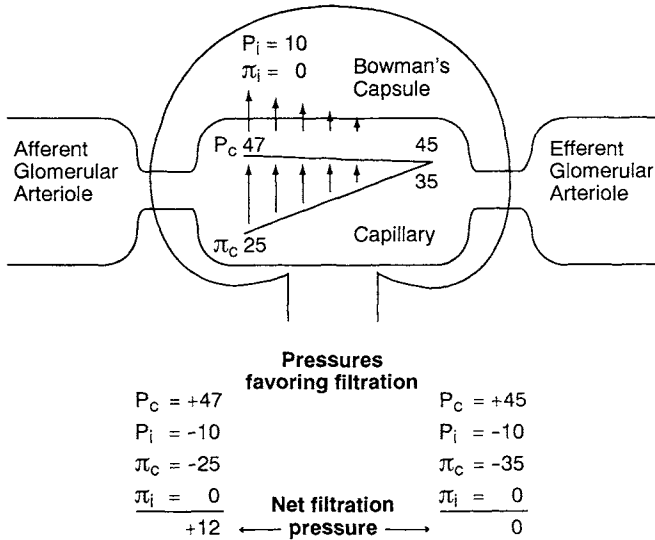 P_i = 10
π_i = 0
Bowman's
Capsule
Afferent
Glomerular
Arteriole
P_c 47
45
35
Efferent
Glomerular
Arteriole
π_c 25
Capillary
Pressures
favoring filtration
P_c = +47
P_i = -10
π_c = -25
π_i = 0
+12
P_c = +45
P_i = -10
π_c = -35
π_i = 0
0
Net filtration
pressure